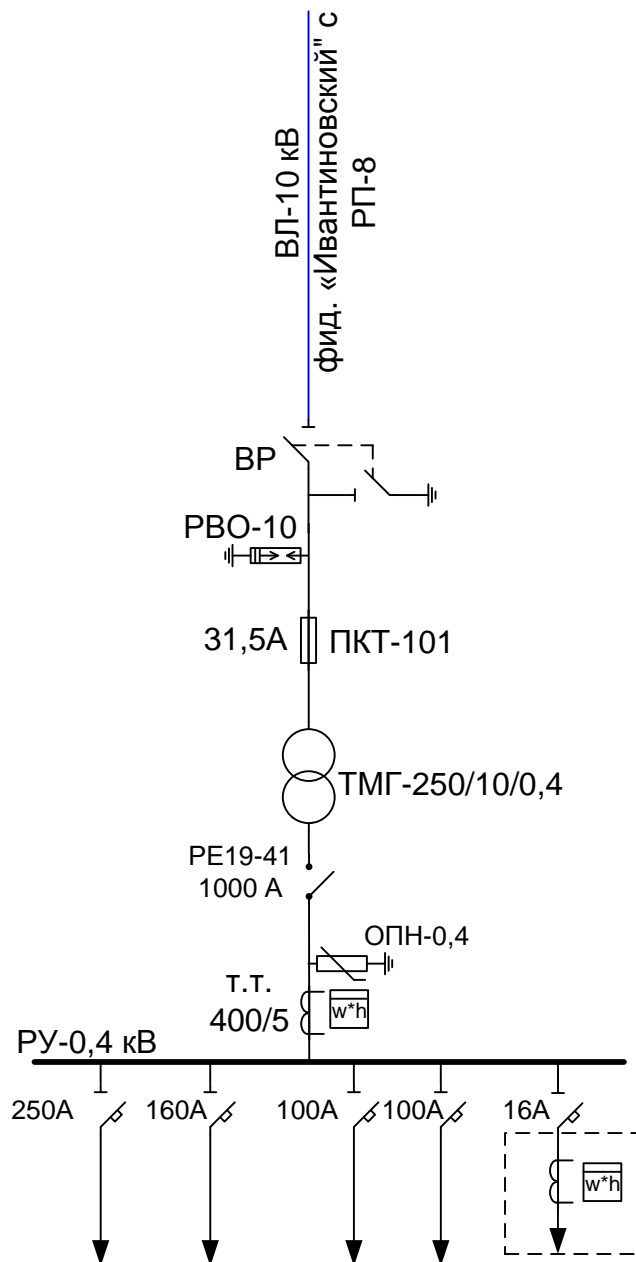 ВЛ-10 кВ
фид. «Ивантиновский" с
РП-8
ВР
РВО-10
31,5А
ПКТ-101
ТМГ-250/10/0,4
РЕ19-41
1000 А
ОПН-0,4
т.т.
400/5
w*h
РУ-0,4 кВ
250А
160А
100А
100А
16А
w*h